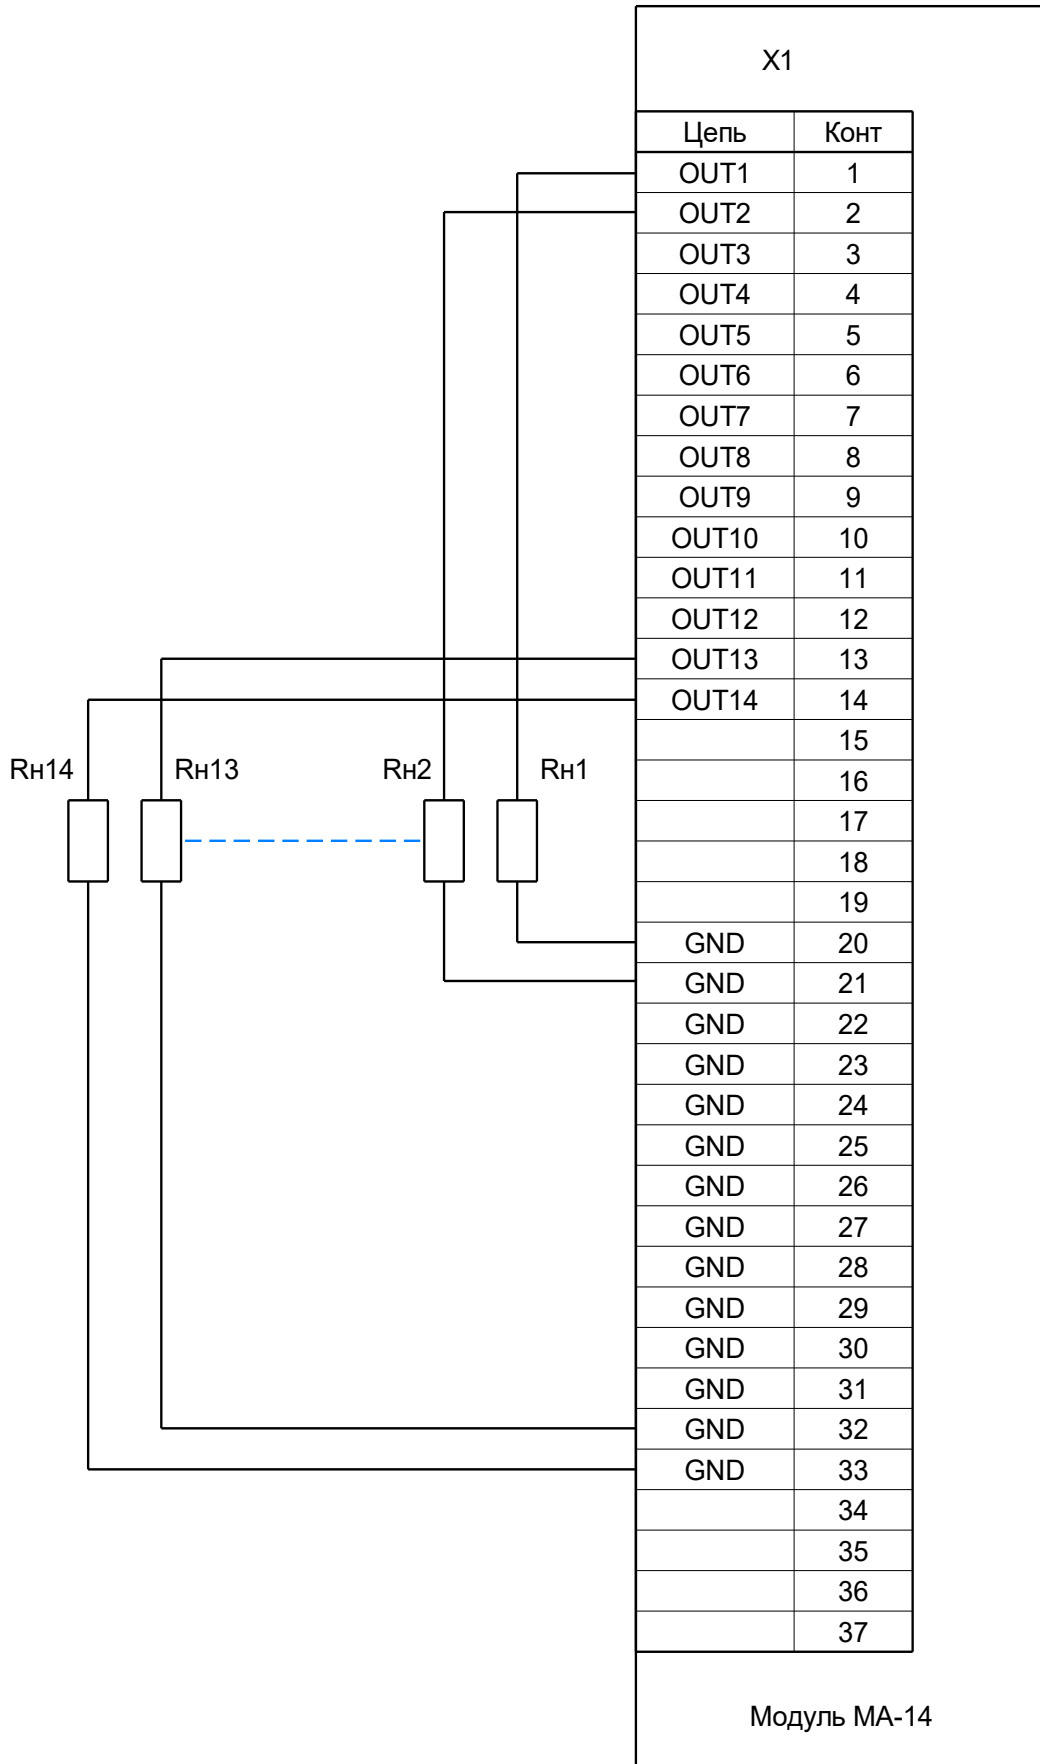 X1
Цепь Конт
OUT1 1
OUT2 2
OUT3 3
OUT4 4
OUT5 5
OUT6 6
OUT7 7
OUT8 8
OUT9 9
OUT10 10
OUT11 11
OUT12 12
OUT13 13
OUT14 14
15
Rн14 Rн13 Rн2 Rн1
16
17
18
19
GND 20
GND 21
GND 22
GND 23
GND 24
GND 25
GND 26
GND 27
GND 28
GND 29
GND 30
GND 31
GND 32
GND 33
34
35
36
37
Модуль МА-14